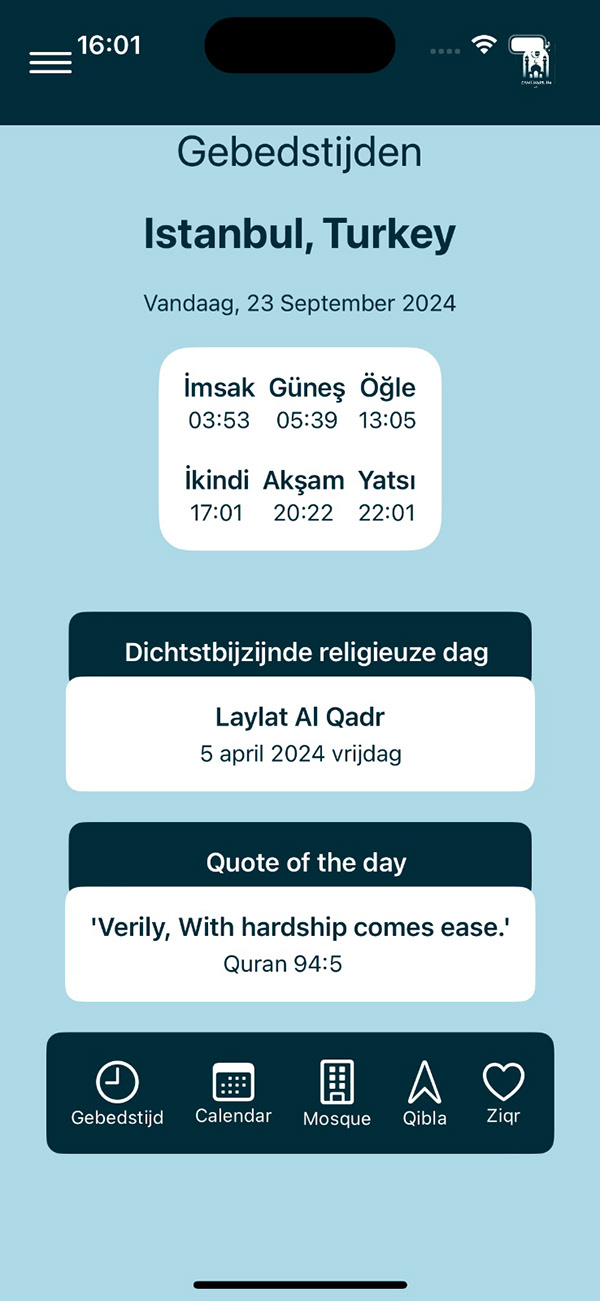 16:01
Gebedstijden
Istanbul, Turkey
Vandaag, 23 September 2024
İmsak Güneş Öğle
03:53 05:39 13:05
İkindi Akşam Yatsı
17:01 20:22 22:01
Dichtstbijzijnde religieuze dag
Laylat Al Qadr
5 april 2024 vrijdag
Quote of the day
'Verily, With hardship comes ease.'
Quran 94:5
Gebedstijd Calendar Mosque Qibla Ziqr